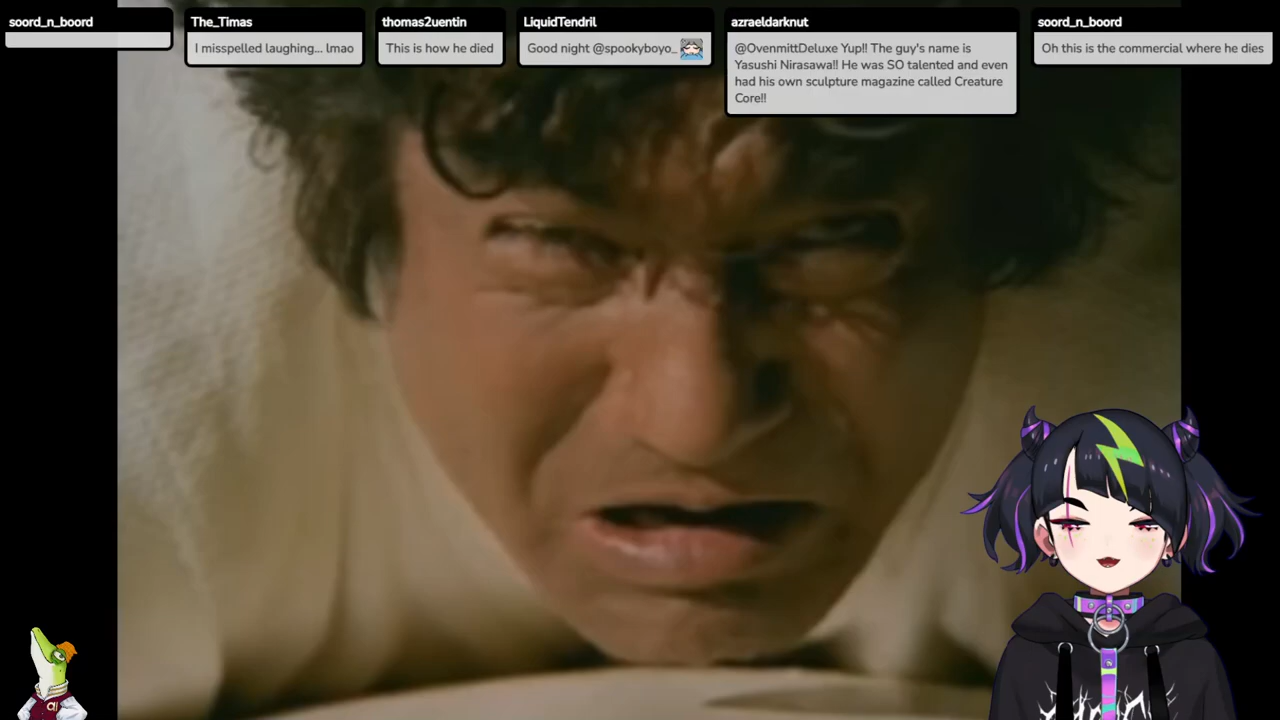 soord_n_boord
The_Timas
I misspelled laughing... lmao
thomas2uentin
This is how he died
LiquidTendril
Good night @spookyboyo_
azraeldarknut
@OvenmittDeluxe Yup!! The guy's name is
Yasushi Nirasawa!! He was SO talented and even
had his own sculpture magazine called Creature
Core!!
soord_n_boord
Oh this is the commercial where he dies